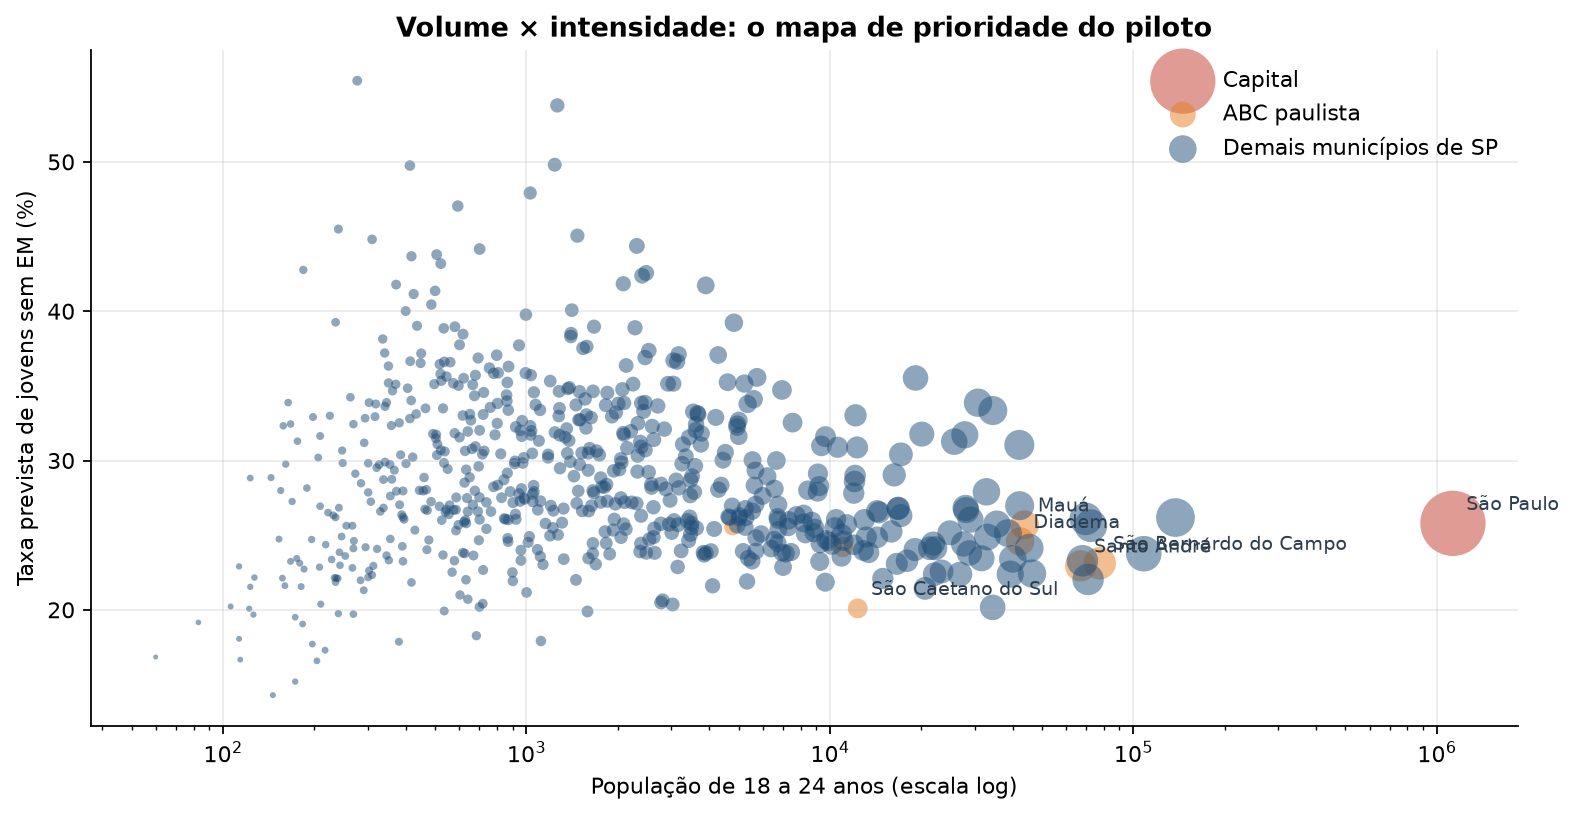 Volume × intensidade: o mapa de prioridade do piloto
Capital
ABC paulista
Demais municípios de SP
Taxa prevista de jovens sem EM (%)
50
40
30
20
São Paulo
Mauá
Diadema
Santo André
São Bernardo do Campo
São Caetano do Sul
10²
10³
10⁴
10⁵
10⁶
População de 18 a 24 anos (escala log)